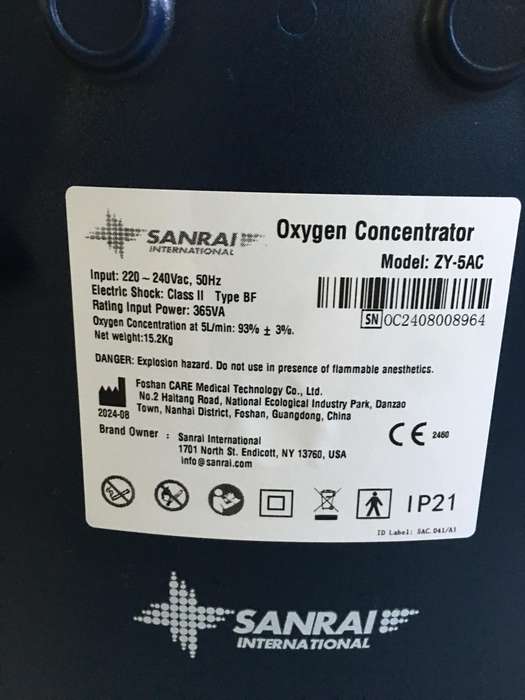 SANRAI
INTERNATIONAL
Oxygen Concentrator
Model: ZY-5AC
Input: 220 ~ 240Vac, 50Hz
Electric Shock: Class II Type BF
Rating Input Power: 365VA
Oxygen Concentration at 5L/min: 93% ± 3%.
Net weight:15.2Kg
SN OC2408008964
DANGER: Explosion hazard. Do not use in presence of flammable anesthetics.
Foshan CARE Medical Technology Co., Ltd.
No.2 Haitang Road, National Ecological Industry Park, Danzao
Town, Nanhai District, Foshan, Guangdong, China
2024-08
Brand Owner : Sanrai International
1701 North St. Endicott, NY 13760, USA
info@sanrai.com
CE 2460
IP21
ID Label: 5AC.041/A1
SANRAI
INTERNATIONAL